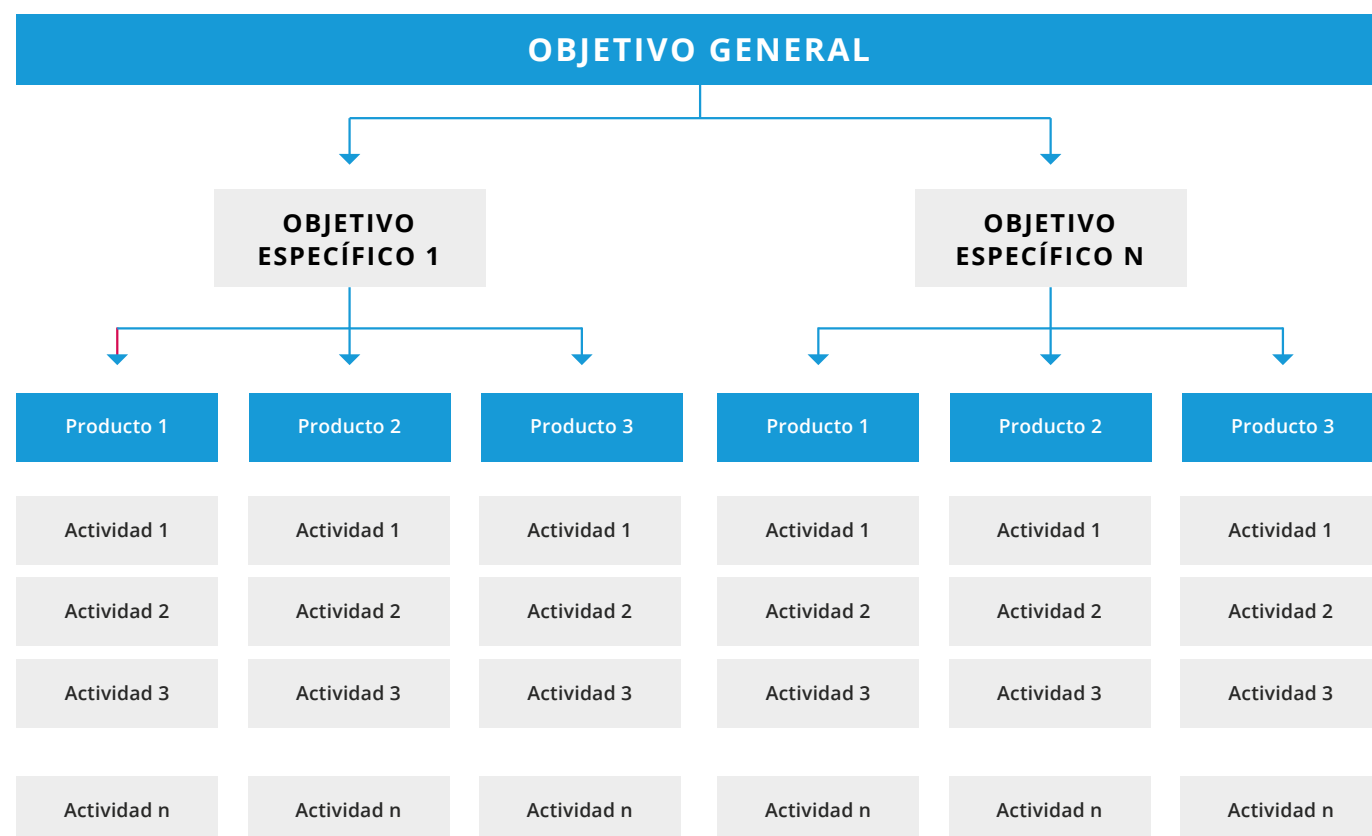 OBJETIVO GENERAL
OBJETIVO
ESPECÍFICO 1
OBJETIVO
ESPECÍFICO N
Producto 1
Producto 2
Producto 3
Producto 1
Producto 2
Producto 3
Actividad 1
Actividad 1
Actividad 1
Actividad 1
Actividad 1
Actividad 1
Actividad 2
Actividad 2
Actividad 2
Actividad 2
Actividad 2
Actividad 2
Actividad 3
Actividad 3
Actividad 3
Actividad 3
Actividad 3
Actividad 3
Actividad n
Actividad n
Actividad n
Actividad n
Actividad n
Actividad n